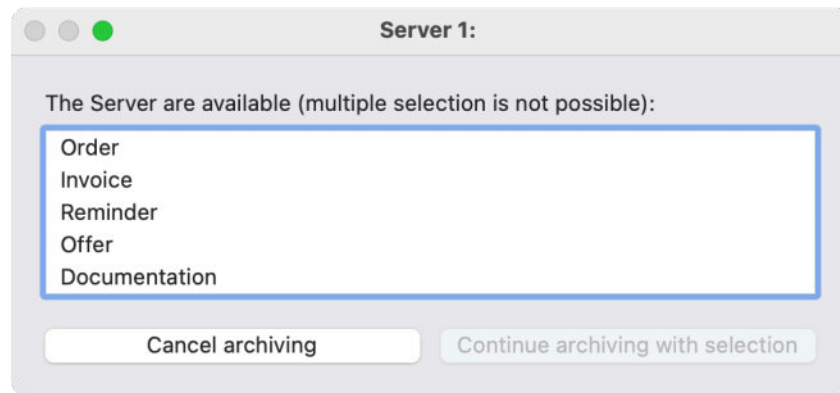 Server 1:
The Server are available (multiple selection is not possible):
Order
Invoice
Reminder
Offer
Documentation
Cancel archiving
Continue archiving with selection